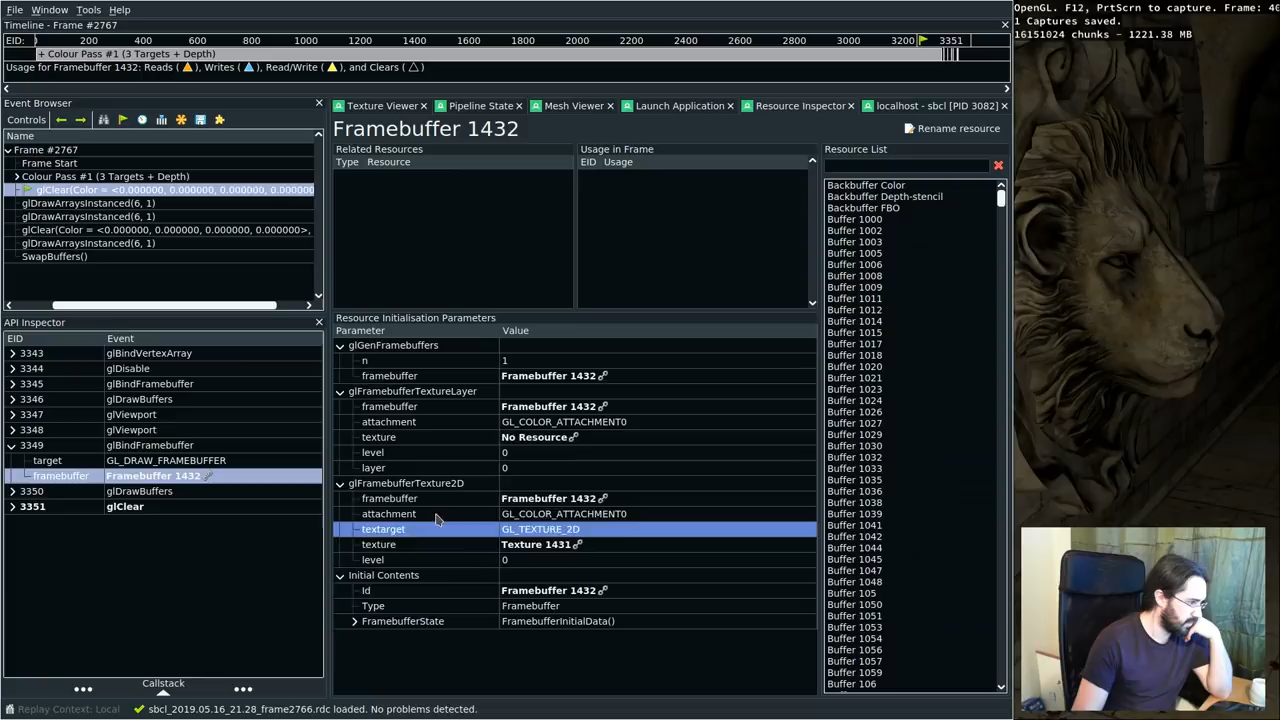 File Window Tools Help
Timeline - Frame #2767
EID: 0 200 400 600 800 1000 1200 1400 1600 1800 2000 2200 2400 2600 2800 3000 3200 3351
+ Colour Pass #1 (3 Targets + Depth)
Usage for Framebuffer 1432: Reads ( ), Writes ( ), Read/Write ( ), and Clears ( )
Event Browser
Controls
Name
Frame #2767
Frame Start
Colour Pass #1 (3 Targets + Depth)
glClear(Color = <0.000000, 0.000000, 0.000000, 0.000000
glDrawArraysInstanced(6, 1)
glDrawArraysInstanced(6, 1)
glClear(Color = <0.000000, 0.000000, 0.000000, 0.000000>,
glDrawArraysInstanced(6, 1)
SwapBuffers()
API Inspector
EID Event
3343 glBindVertexArray
3344 glDisable
3345 glBindFramebuffer
3346 glDrawBuffers
3347 glViewport
3348 glViewport
3349 glBindFramebuffer
target GL_DRAW_FRAMEBUFFER
framebuffer Framebuffer 1432
3350 glDrawBuffers
3351 glClear
Callstack
Replay Context: Local sbcl_2019.05.16_21.28_frame2766.rdc loaded. No problems detected.
Texture Viewer Pipeline State Mesh Viewer Launch Application Resource Inspector localhost - sbcl [PID 3082]
Framebuffer 1432
Rename resource
Related Resources
Type Resource
Usage in Frame
EID Usage
Resource Initialisation Parameters
Parameter Value
glGenFramebuffers
n 1
framebuffer Framebuffer 1432
glFramebufferTextureLayer
framebuffer Framebuffer 1432
attachment GL_COLOR_ATTACHMENT0
texture No Resource
level 0
layer 0
glFramebufferTexture2D
framebuffer Framebuffer 1432
attachment GL_COLOR_ATTACHMENT0
textarget GL_TEXTURE_2D
texture Texture 1431
level 0
Initial Contents
Id Framebuffer 1432
Type Framebuffer
FramebufferState FramebufferInitialData()
Resource List
Backbuffer Color
Backbuffer Depth-stencil
Backbuffer FBO
Buffer 1000
Buffer 1002
Buffer 1003
Buffer 1005
Buffer 1006
Buffer 1008
Buffer 1009
Buffer 1011
Buffer 1012
Buffer 1014
Buffer 1015
Buffer 1017
Buffer 1018
Buffer 1020
Buffer 1021
Buffer 1023
Buffer 1024
Buffer 1026
Buffer 1027
Buffer 1029
Buffer 1030
Buffer 1032
Buffer 1033
Buffer 1035
Buffer 1036
Buffer 1038
Buffer 1039
Buffer 1041
Buffer 1042
Buffer 1044
Buffer 1045
Buffer 1047
Buffer 1048
Buffer 105
Buffer 1050
Buffer 1051
Buffer 1053
Buffer 1054
Buffer 1056
Buffer 1057
Buffer 1059
Buffer 106
OpenGL. F12, PrtScrn to capture. Frame: 40
1 Captures saved.
16151024 chunks - 1221.38 MB